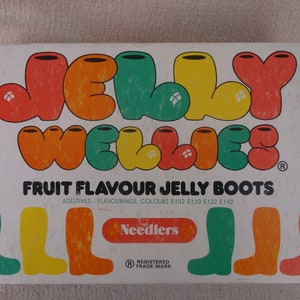 JELLY
WELLIES ®
FRUIT FLAVOUR JELLY BOOTS
ADDITIVES - FLAVOURINGS, COLOURS E102 E110 E122 E142
Needlers
® REGISTERED
TRADE MARK